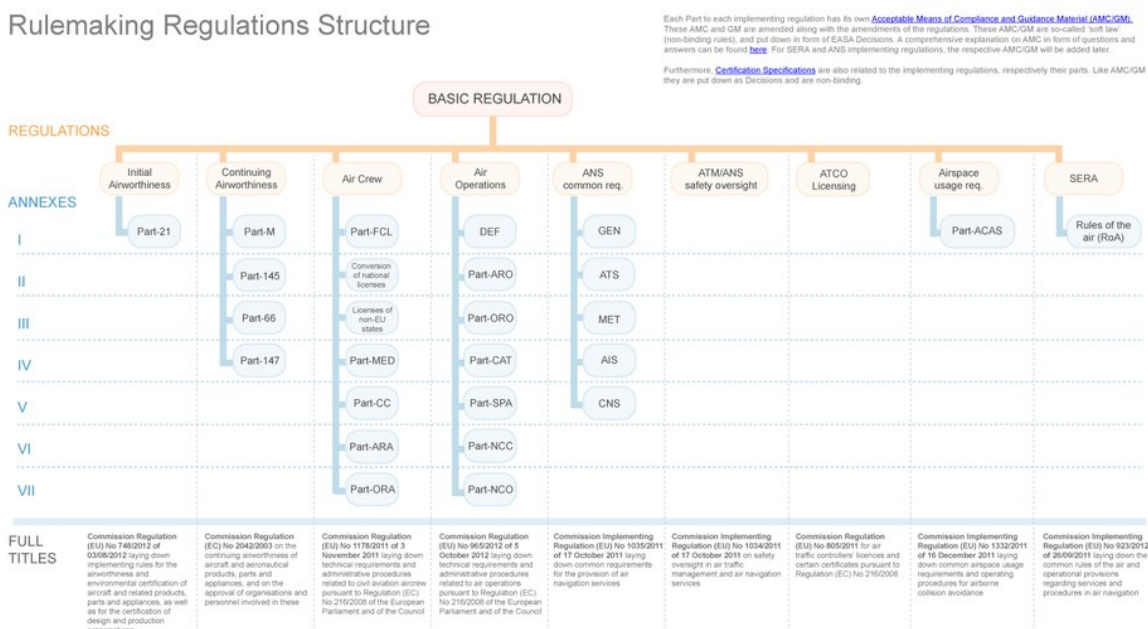 Rulemaking Regulations Structure
Each Part to each implementing regulation has its own Acceptable Means of Compliance and Guidance Material (AMC/GM).
These AMC and GM are amended along with the amendments of the regulations. These AMC/GM are so-called 'soft law'
(non-binding rules), and put down in form of EASA Decisions. A comprehensive explanation on AMC in form of questions and
answers can be found here. For SERA and ANS implementing regulations, the respective AMC/GM will be added later.
Furthermore, Certification Specifications are also related to the implementing regulations, respectively their parts. Like AMC/GM
they are put down as Decisions and are non-binding.
BASIC REGULATION
REGULATIONS
Initial
Airworthiness
Continuing
Airworthiness
Air Crew
Air
Operations
ANS
common req.
ATM/ANS
safety oversight
ATCO
Licensing
Airspace
usage req.
SERA
ANNEXES
I
Part-21
Part-M
Part-FCL
DEF
GEN
Part-ACAS
Rules of the
air (RoA)
II
Part-145
Conversion
of national
licenses
Part-ARO
ATS
III
Part-66
Licenses of
non-EU
states
Part-ORO
MET
IV
Part-147
Part-MED
Part-CAT
AIS
V
Part-CC
Part-SPA
CNS
VI
Part-ARA
Part-NCC
VII
Part-ORA
Part-NCO
FULL
TITLES
Commission Regulation
(EU) No 748/2012 of
03/08/2012 laying down
implementing rules for the
airworthiness and
environmental certification of
aircraft and related products,
parts and appliances, as well
as for the certification of
design and production
Commission Regulation
(EC) No 2042/2003 on the
continuing airworthiness of
aircraft and aeronautical
products, parts and
appliances, and on the
approval of organisations and
personnel involved in these
Commission Regulation
(EU) No 1178/2011 of 3
November 2011 laying down
technical requirements and
administrative procedures
related to civil aviation aircrew
pursuant to Regulation (EC)
No 216/2008 of the European
Parliament and of the Council
Commission Regulation
(EU) No 965/2012 of 5
October 2012 laying down
technical requirements and
administrative procedures
related to air operations
pursuant to Regulation (EC)
No 216/2008 of the European
Parliament and of the Council
Commission Implementing
Regulation (EU) No 1035/2011
of 17 October 2011 laying
down common requirements
for the provision of air
navigation services
Commission Implementing
Regulation (EU) No 1034/2011
of 17 October 2011 on safety
oversight in air traffic
management and air navigation
services
Commission Regulation
(EU) No 805/2011 for air
traffic controllers' licences and
certain certificates pursuant to
Regulation (EC) No 216/2008
Commission Implementing
Regulation (EU) No 1332/2011
of 16 December 2011 laying
down common airspace usage
requirements and operating
procedures for airborne
collision avoidance
Commission Implementing
Regulation (EU) No 923/2012
of 26/09/2011 laying down the
common rules of the air and
operational provisions
regarding services and
procedures in air navigation